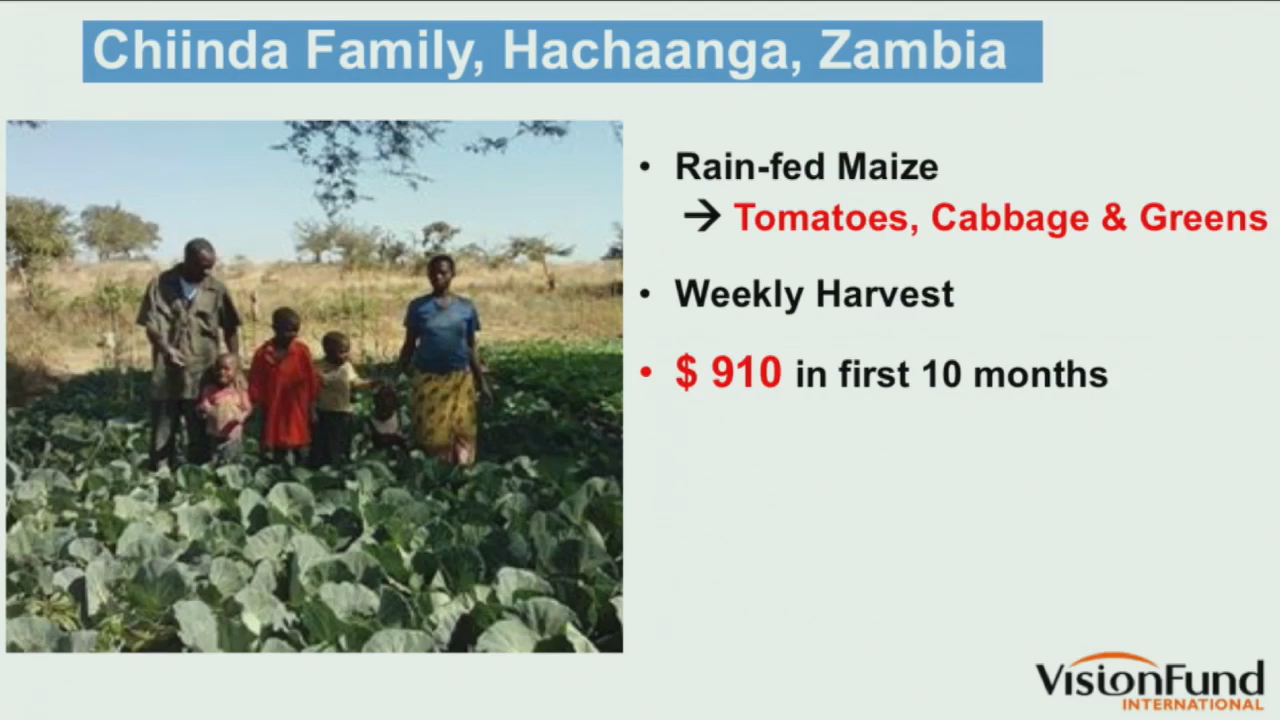 Chiinda Family, Hachaanga, Zambia
• Rain-fed Maize
→ Tomatoes, Cabbage & Greens
• Weekly Harvest
• $ 910 in first 10 months
VisionFund
INTERNATIONAL